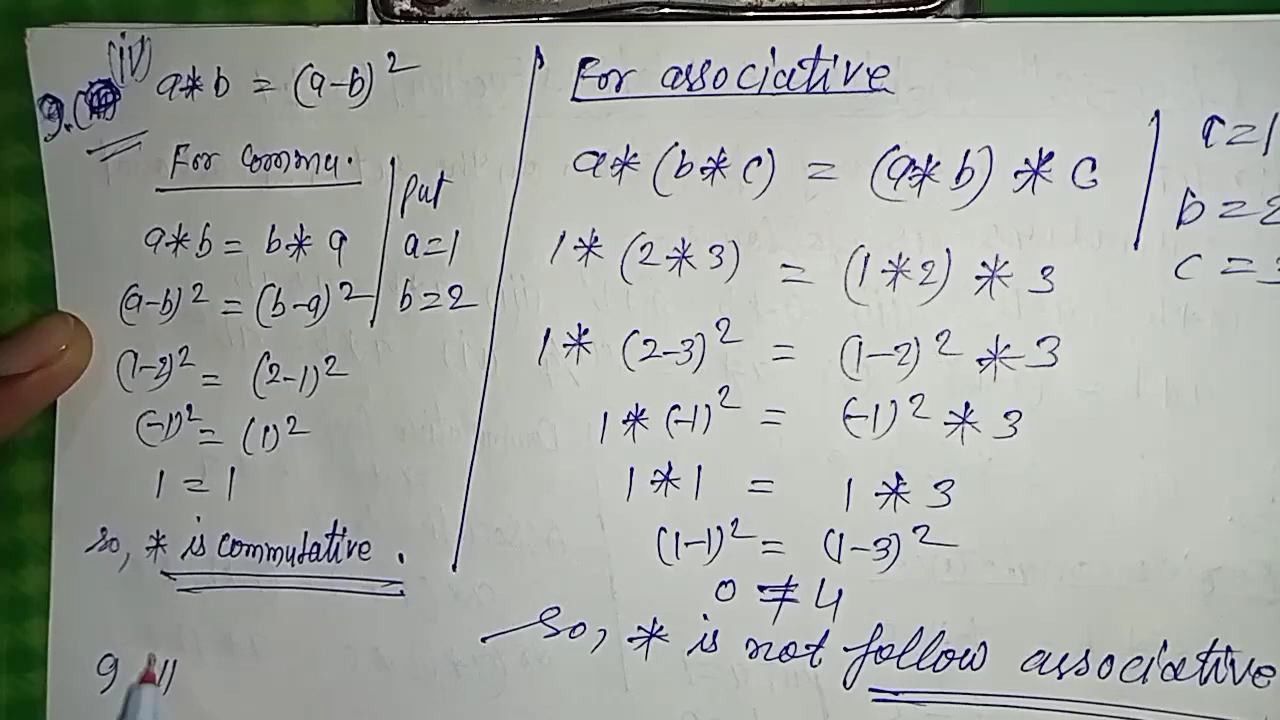 9. (iv) a*b = (a-b)²
For Commu.
a*b = b*a
(a-b)² = (b-a)²
(1-2)² = (2-1)²
(-1)² = (1)²
1 = 1
so, * is commutative.
9
Put
a=1
b=2
For associative
a*(b*c) = (a*b)*c
1*(2*3) = (1*2)*3
1*(2-3)² = (1-2)²*3
1*(-1)² = (-1)²*3
1*1 = 1*3
(1-1)² = (1-3)²
0 ≠ 4
So, * is not follow associative
b=2
c=3